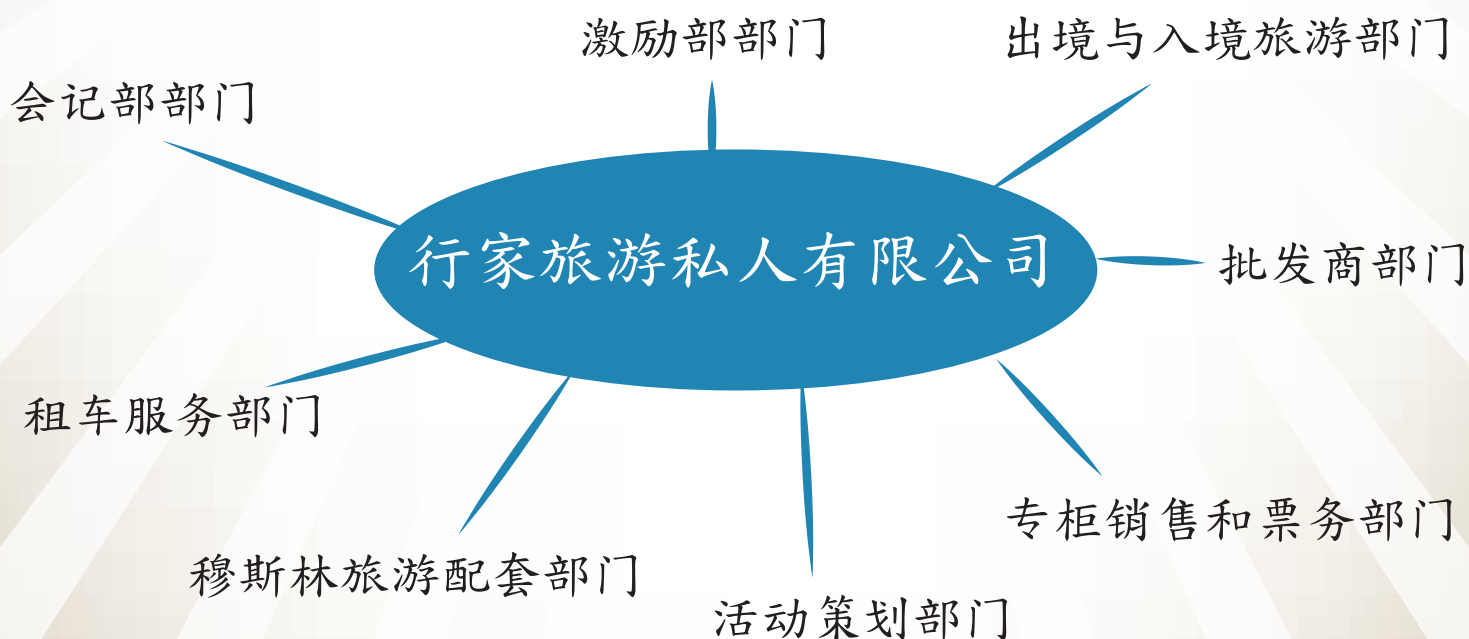 激励部部门
出境与入境旅游部门
会记部部门
行家旅游私人有限公司
批发商部门
租车服务部门
专柜销售和票务部门
穆斯林旅游配套部门
活动策划部门